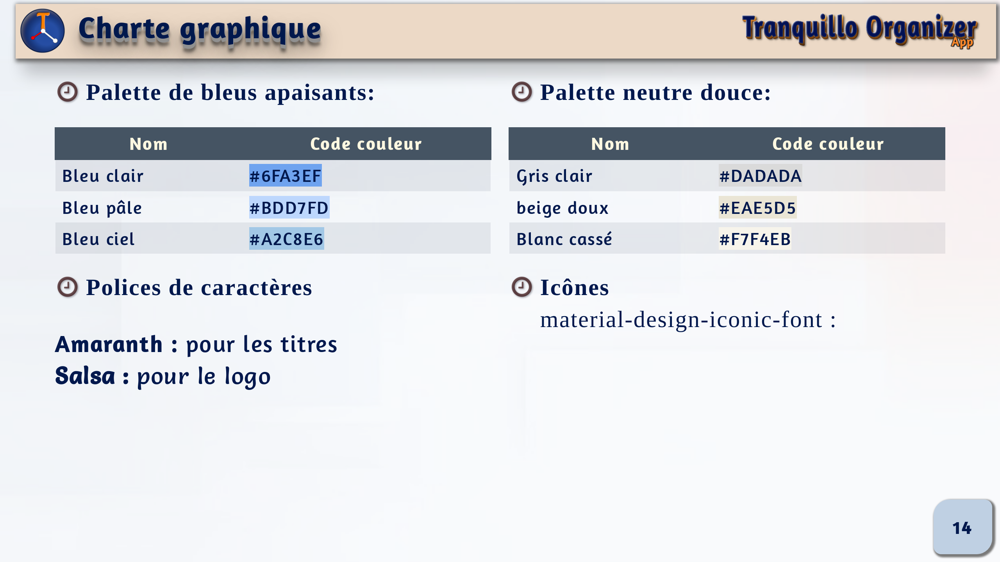 Charte graphique
Tranquillo Organizer
App
Palette de bleus apaisants:
Nom Code couleur
Bleu clair #6FA3EF
Bleu pâle #BDD7FD
Bleu ciel #A2C8E6
Palette neutre douce:
Nom Code couleur
Gris clair #DADADA
beige doux #EAE5D5
Blanc cassé #F7F4EB
Polices de caractères
Amaranth : pour les titres
Salsa : pour le logo
Icônes
material-design-iconic-font :
14